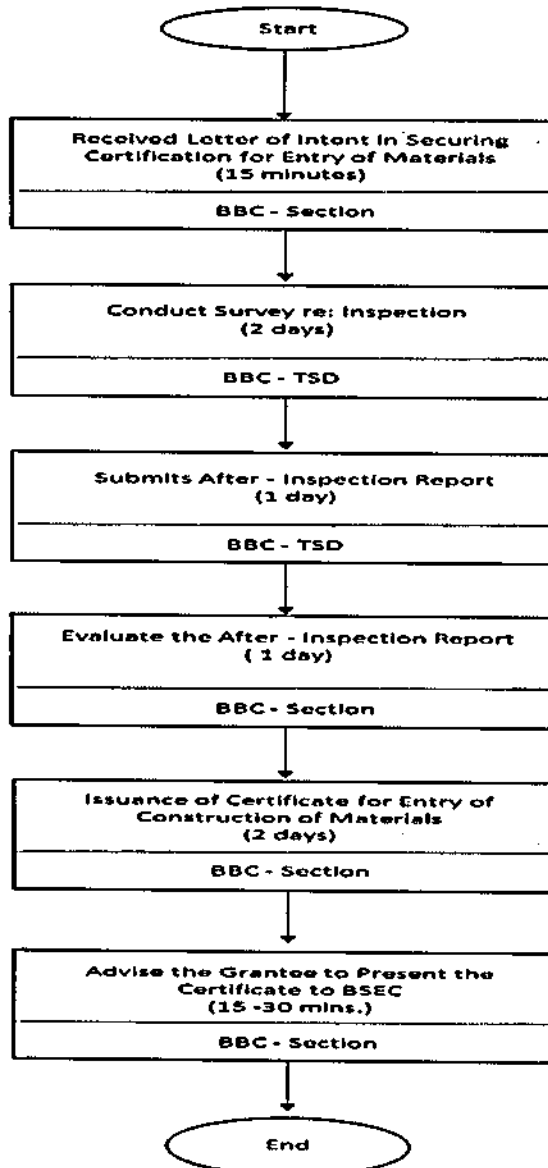 Start
Received Letter of Intent In Securing
Certification for Entry of Materials
(15 minutes)
BBC - Section
Conduct Survey re: Inspection
(2 days)
BBC - TSD
Submits After - Inspection Report
(1 day)
BBC - TSD
Evaluate the After - Inspection Report
( 1 day)
BBC - Section
Issuance of Certificate for Entry of
Construction of Materials
(2 days)
BBC - Section
Advise the Grantee to Present the
Certificate to BSEC
(15 -30 mins.)
BBC - Section
End